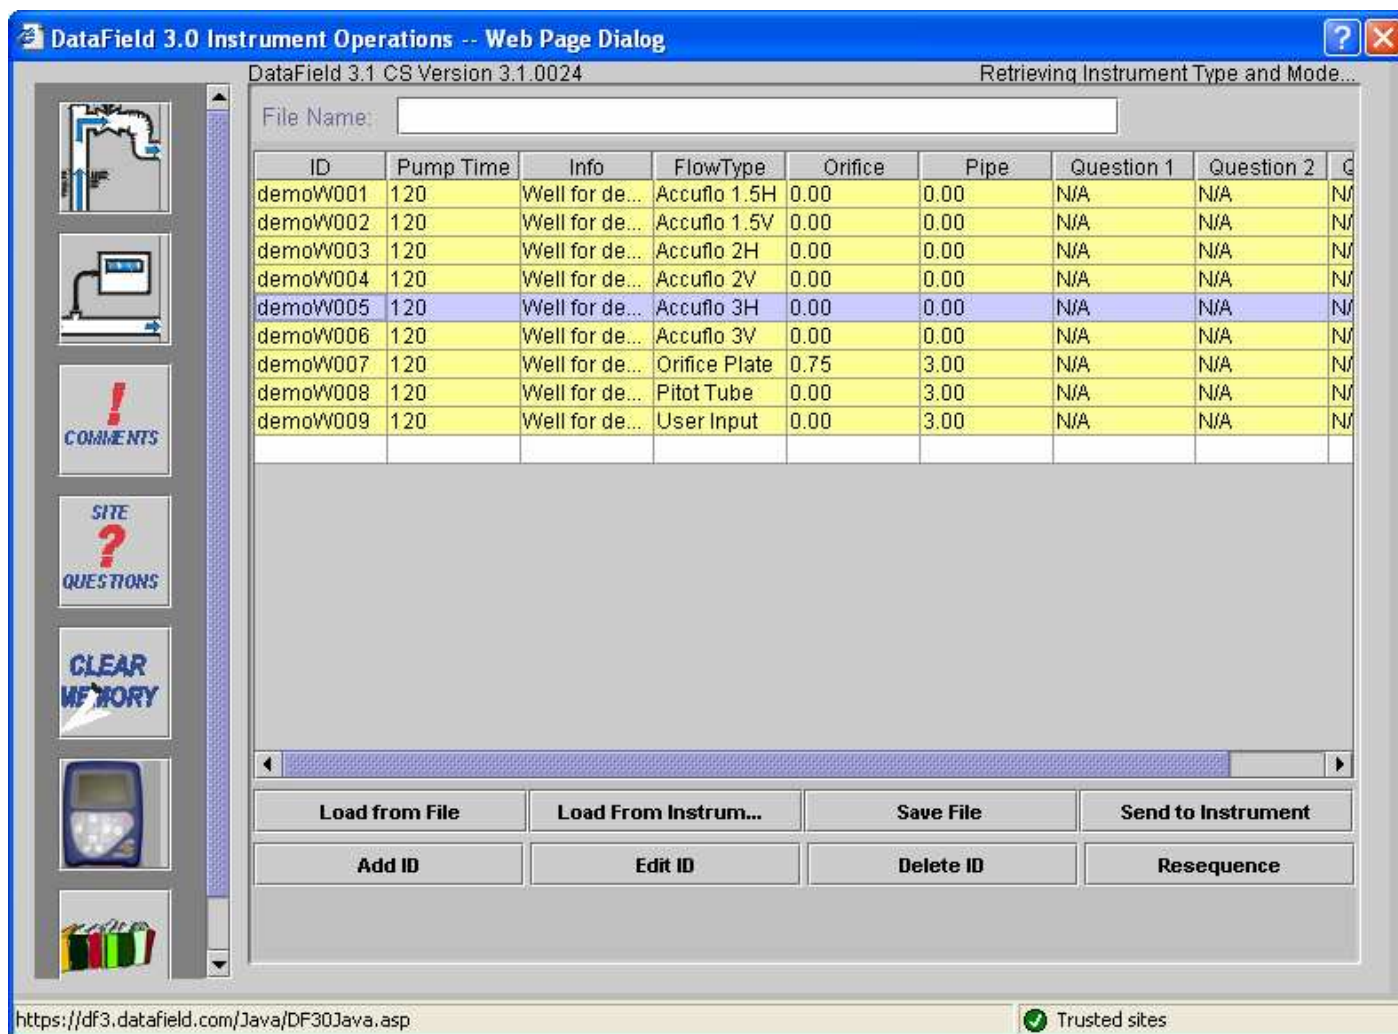 DataField 3.0 Instrument Operations -- Web Page Dialog
DataField 3.1 CS Version 3.1.0024 Retrieving Instrument Type and Mode...
File Name:
ID Pump Time Info FlowType Orifice Pipe Question 1 Question 2
demoW001 120 Well for de... Accuflo 1.5H 0.00 0.00 N/A N/A N/
demoW002 120 Well for de... Accuflo 1.5V 0.00 0.00 N/A N/A N/
demoW003 120 Well for de... Accuflo 2H 0.00 0.00 N/A N/A N/
demoW004 120 Well for de... Accuflo 2V 0.00 0.00 N/A N/A N/
demoW005 120 Well for de... Accuflo 3H 0.00 0.00 N/A N/A N/
demoW006 120 Well for de... Accuflo 3V 0.00 0.00 N/A N/A N/
demoW007 120 Well for de... Orifice Plate 0.75 3.00 N/A N/A N/
demoW008 120 Well for de... Pitot Tube 0.00 3.00 N/A N/A N/
demoW009 120 Well for de... User Input 0.00 3.00 N/A N/A N/
! COMMENTS
SITE
?
QUESTIONS
CLEAR
MEMORY
Load from File Load From Instrum... Save File Send to Instrument
Add ID Edit ID Delete ID Resequence
https://df3.datafield.com/Java/DF30Java.asp Trusted sites